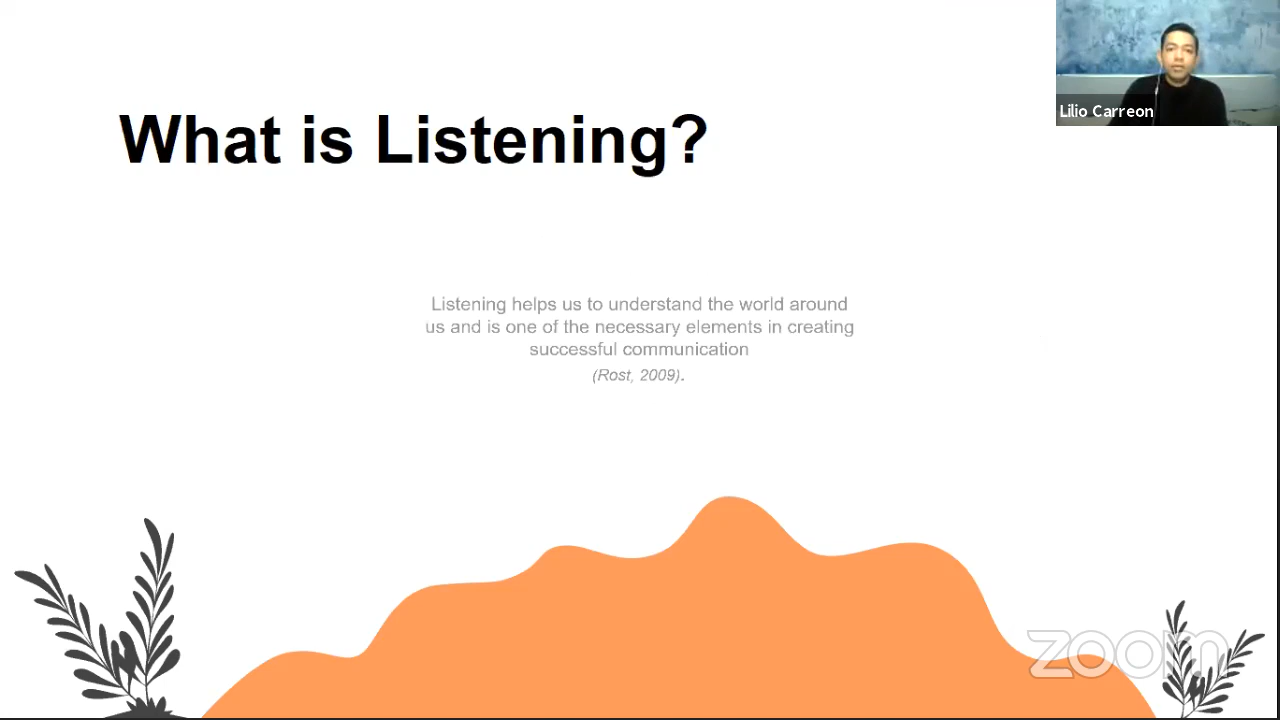 Lilio Carreon
What is Listening?
Listening helps us to understand the world around
us and is one of the necessary elements in creating
successful communication
(Rost, 2009).
zoom